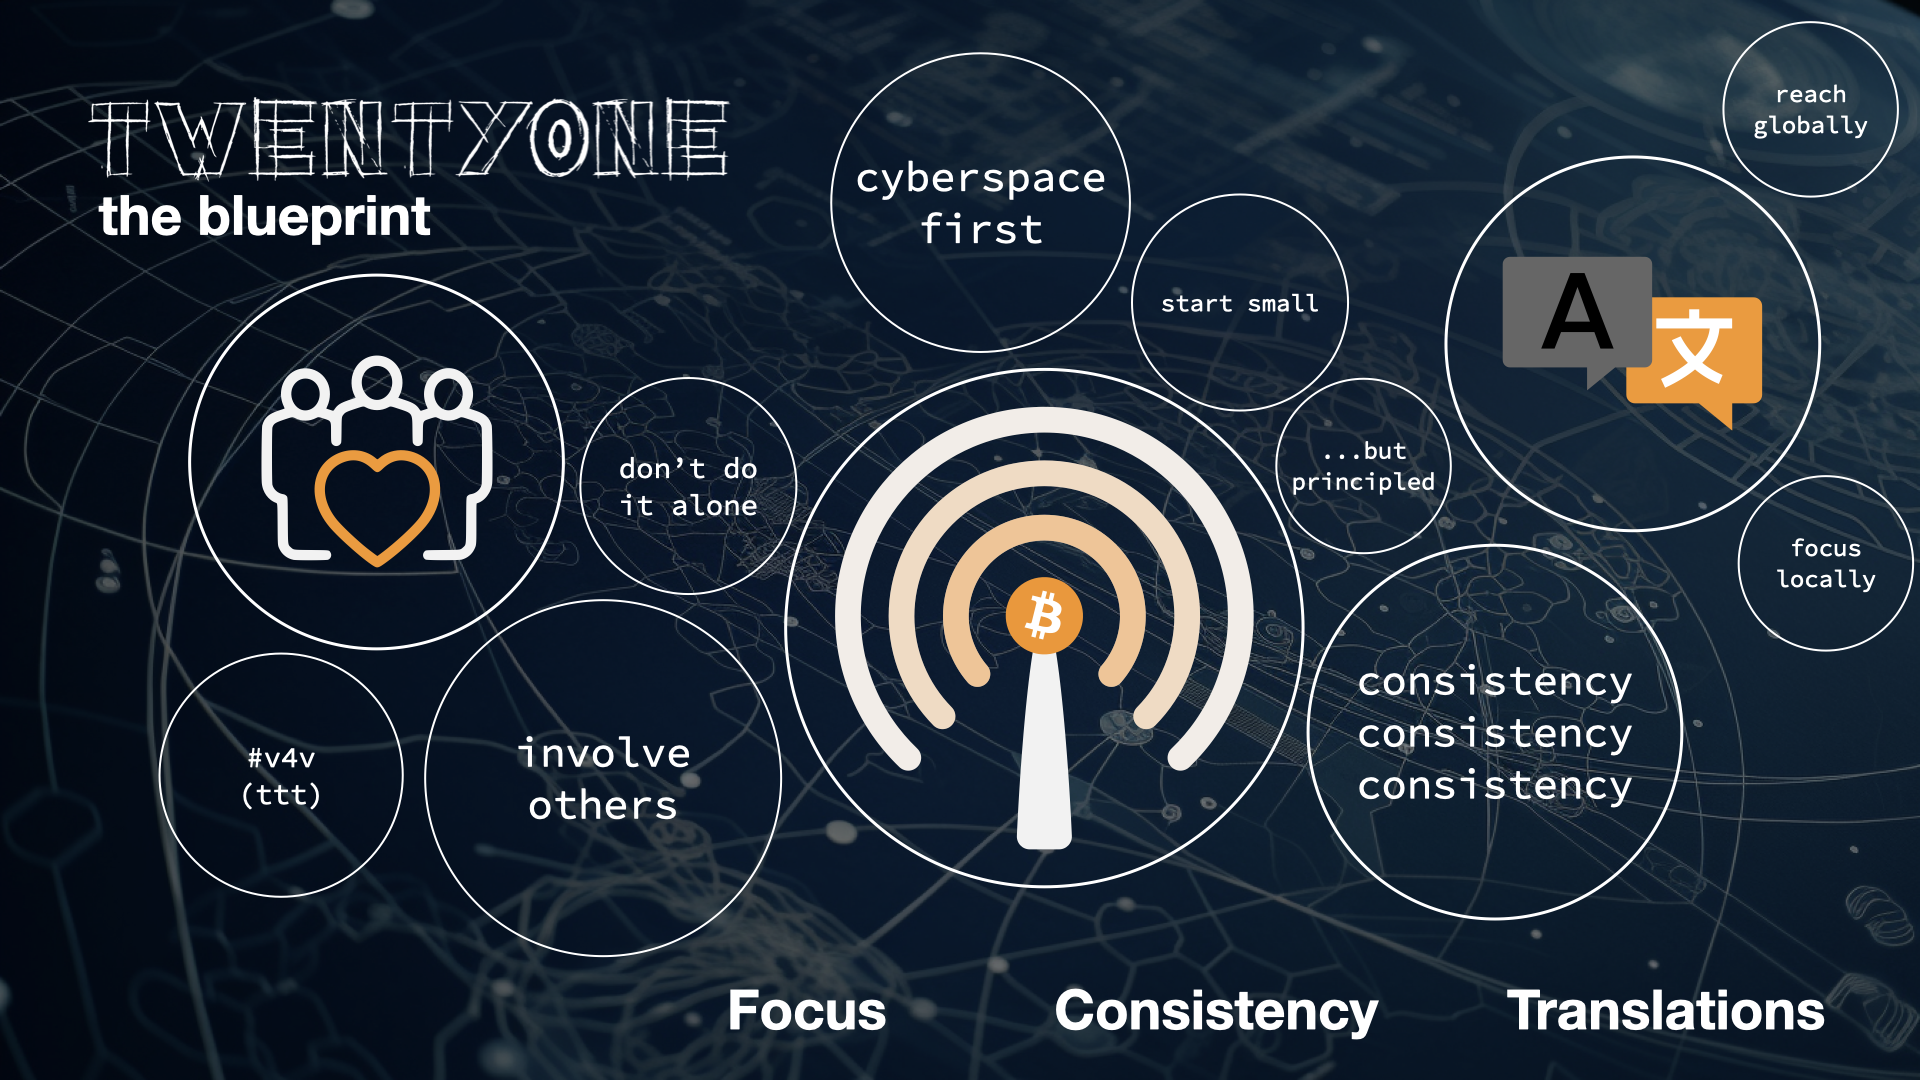 TWENTYONE
the blueprint
cyberspace
first
start small
reach
globally
A
文
don't do
it alone
...but
principled
focus
locally
₿
#v4v
(ttt)
involve
others
consistency
consistency
consistency
Focus
Consistency
Translations